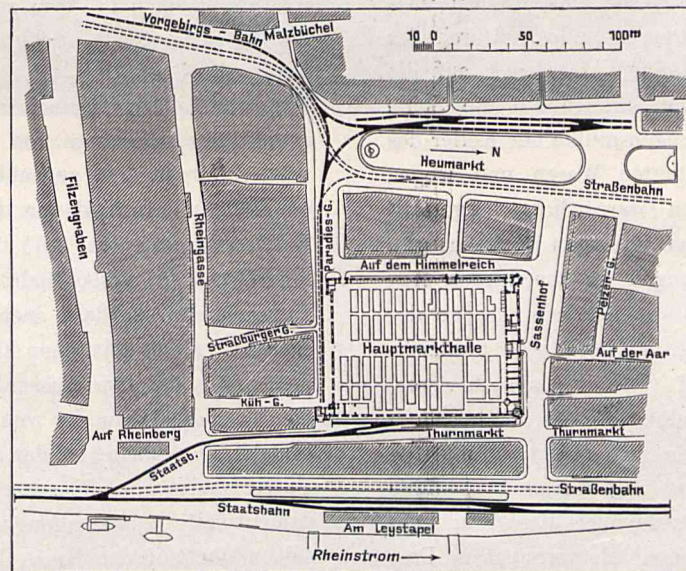 Vorgebirgs - Bahn
Malzbüchel
10 0 50 100m
N
Heumarkt
Straßenbahn
Filzengraben
Rheingasse
Paradies-G.
Auf dem Himmelreich
Sassenhof
Pelzer-G.
Straßburger G.
Hauptmarkthalle
Auf der Aar
Küh-G.
Auf Rheinberg
Thurnmarkt
Thurnmarkt
Staatsb.
Straßenbahn
Staatsbahn
Am Leystapel
Rheinstrom